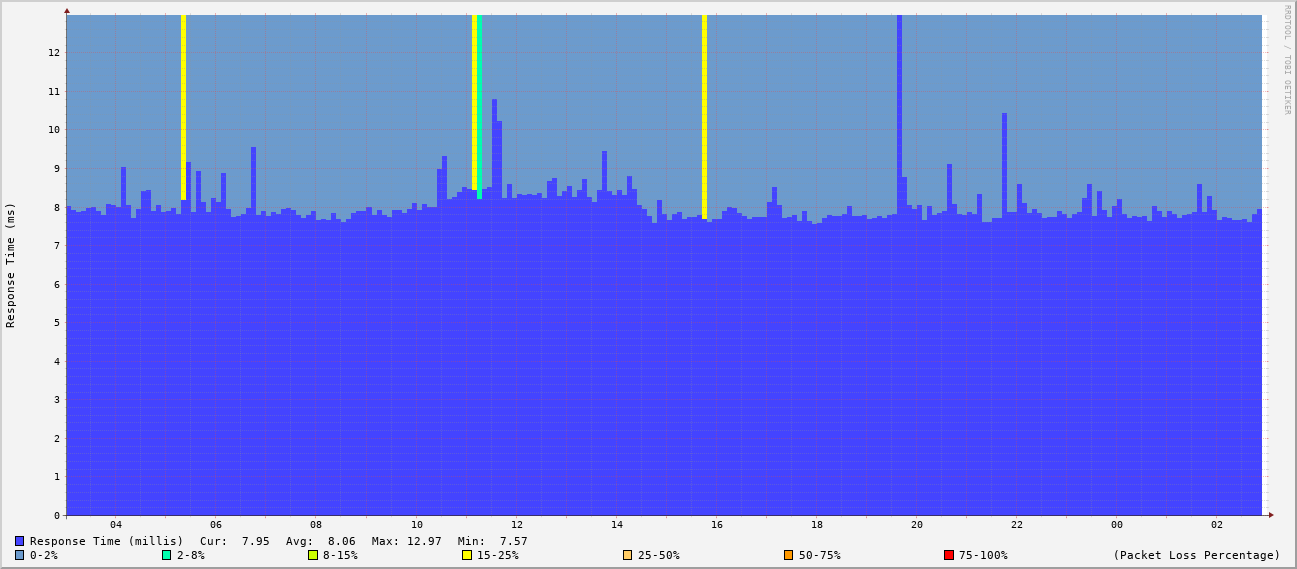 RRDTOOL / TOBI OETIKER
Response Time (ms)
12
11
10
9
8
7
6
5
4
3
2
1
0
04 06 08 10 12 14 16 18 20 22 00 02
Response Time (millis) Cur: 7.95 Avg: 8.06 Max: 12.97 Min: 7.57
0-2% 2-8% 8-15% 15-25% 25-50% 50-75% 75-100% (Packet Loss Percentage)